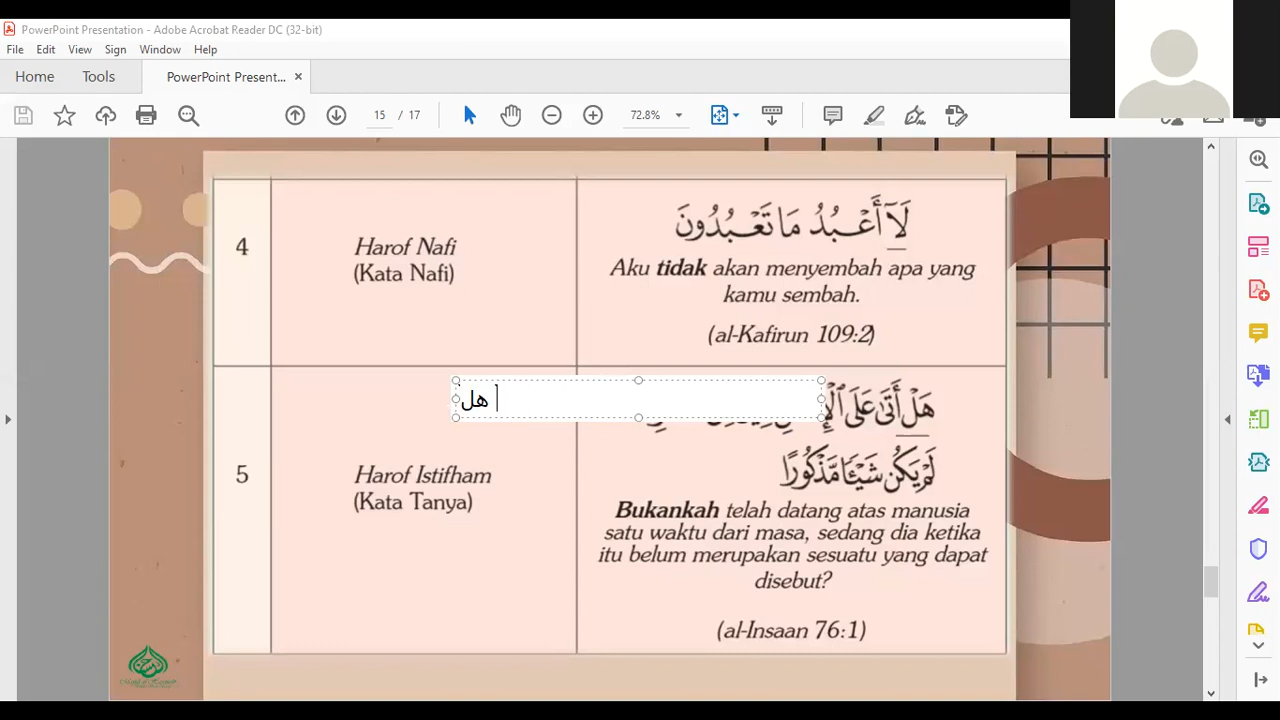 PowerPoint Presentation - Adobe Acrobat Reader DC (32-bit)
File Edit View Sign Window Help
Home Tools PowerPoint Present... ×
15 / 17 72.8%
4
Harof Nafi
(Kata Nafi)
لَآ أَعْبُدُ مَا تَعْبُدُونَ
Aku tidak akan menyembah apa yang
kamu sembah.
(al-Kafirun 109:2)
هل
5
Harof Istifham
(Kata Tanya)
هَلْ أَتَىٰ عَلَى
لَمْ يَكُن شَيْـًٔا مَّذْكُورًا
Bukankah telah datang atas manusia
satu waktu dari masa, sedang dia ketika
itu belum merupakan sesuatu yang dapat
disebut?
(al-Insaan 76:1)